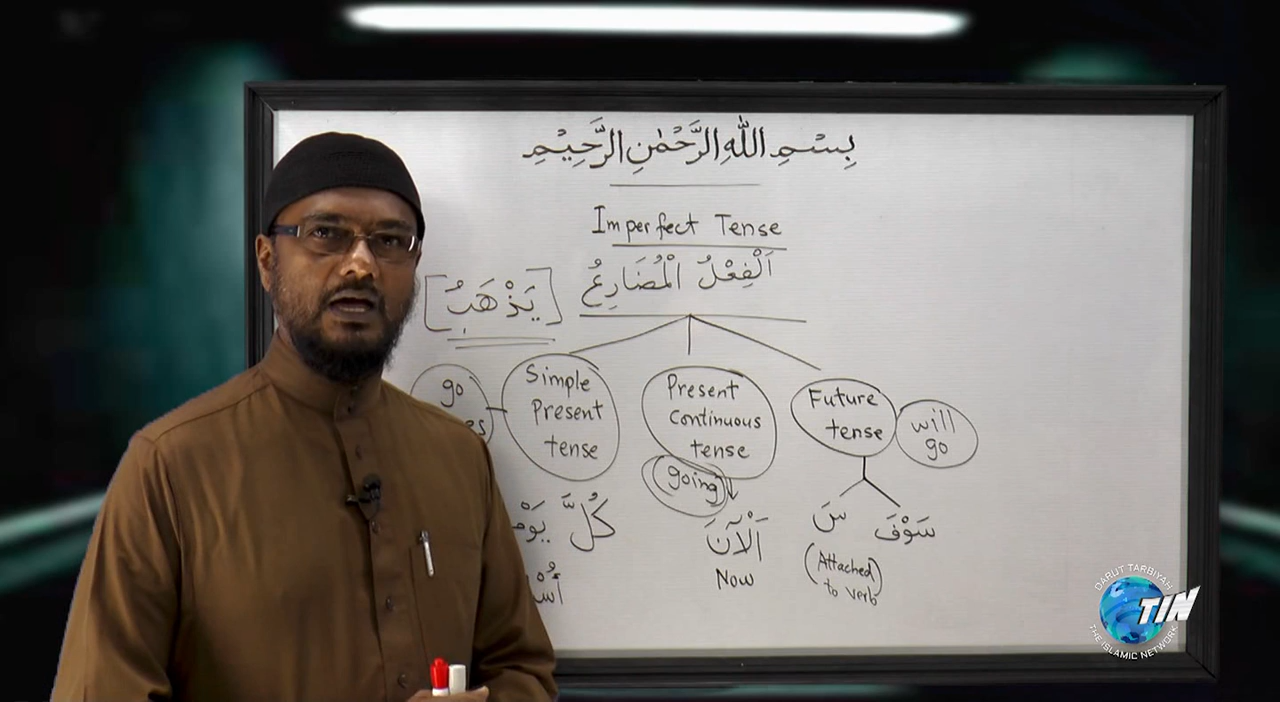 بِسْمِ اللّٰهِ الرَّحْمٰنِ الرَّحِيْمِ
Imperfect Tense
اَلْفِعْلُ الْمُضَارِعُ
[يَذْهَبُ]
go
Simple Present tense
Present Continuous tense
going
Future tense
will go
كُلَّ
اَلْآنَ
Now
سَ
(Attached to verb)
سَوْفَ
DARUT TARBIYAH
TIN
THE ISLAMIC NETWORK